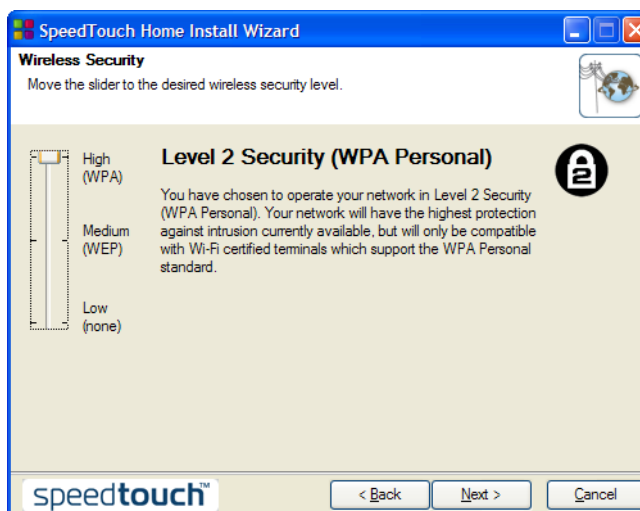 SpeedTouch Home Install Wizard
Wireless Security
Move the slider to the desired wireless security level.
High
(WPA)
Medium
(WEP)
Low
(none)
Level 2 Security (WPA Personal)
2
You have chosen to operate your network in Level 2 Security
(WPA Personal). Your network will have the highest protection
against intrusion currently available, but will only be compatible
with Wi-Fi certified terminals which support the WPA Personal
standard.
speedtouch™
< Back
Next >
Cancel